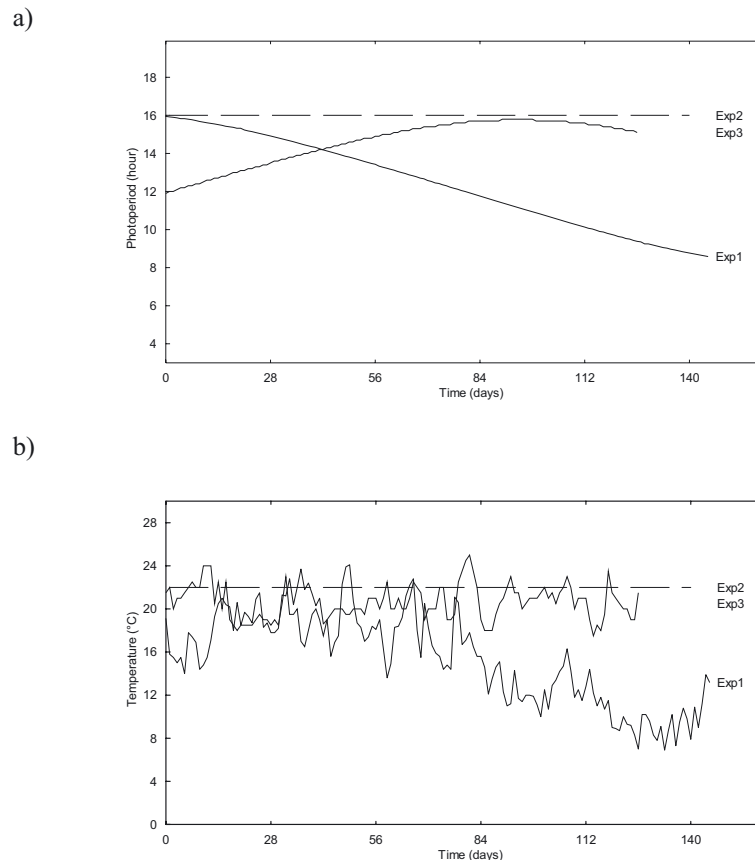 a)
18
16
14
12
10
8
6
4
Photoperiod (hour)
Exp2
Exp3
Exp1
0 28 56 84 112 140
Time (days)
b)
28
24
20
16
12
8
4
0
Temperature (°C)
Exp2
Exp3
Exp1
0 28 56 84 112 140
Time (days)